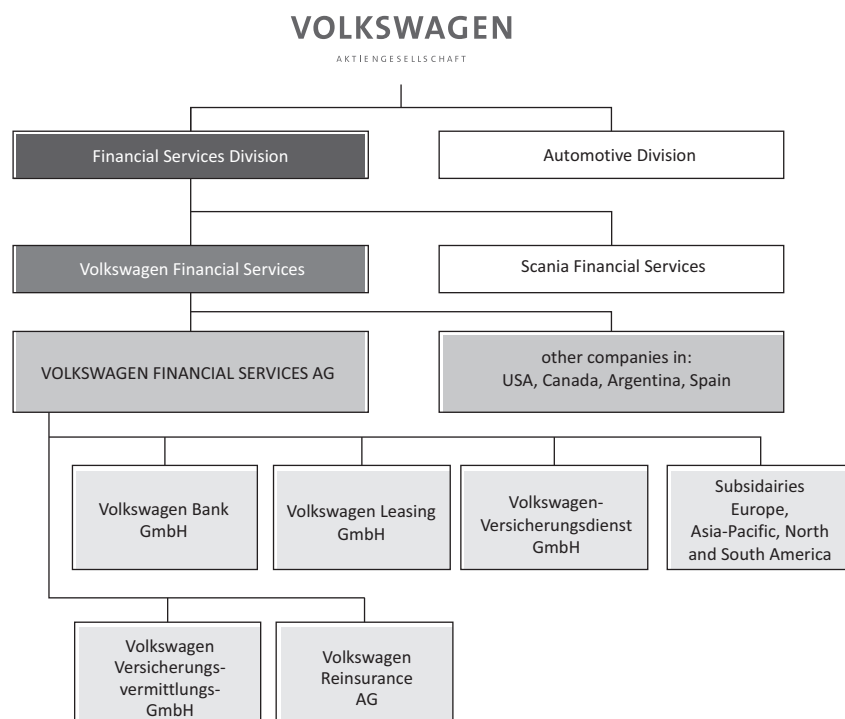 VOLKSWAGEN
AKTIENGESELLSCHAFT
Financial Services Division
Automotive Division
Volkswagen Financial Services
Scania Financial Services
VOLKSWAGEN FINANCIAL SERVICES AG
other companies in:
USA, Canada, Argentina, Spain
Volkswagen Bank
GmbH
Volkswagen Leasing
GmbH
Volkswagen-
Versicherungsdienst
GmbH
Subsidairies
Europe,
Asia-Pacific, North
and South America
Volkswagen
Versicherungs-
vermittlungs-
GmbH
Volkswagen
Reinsurance
AG